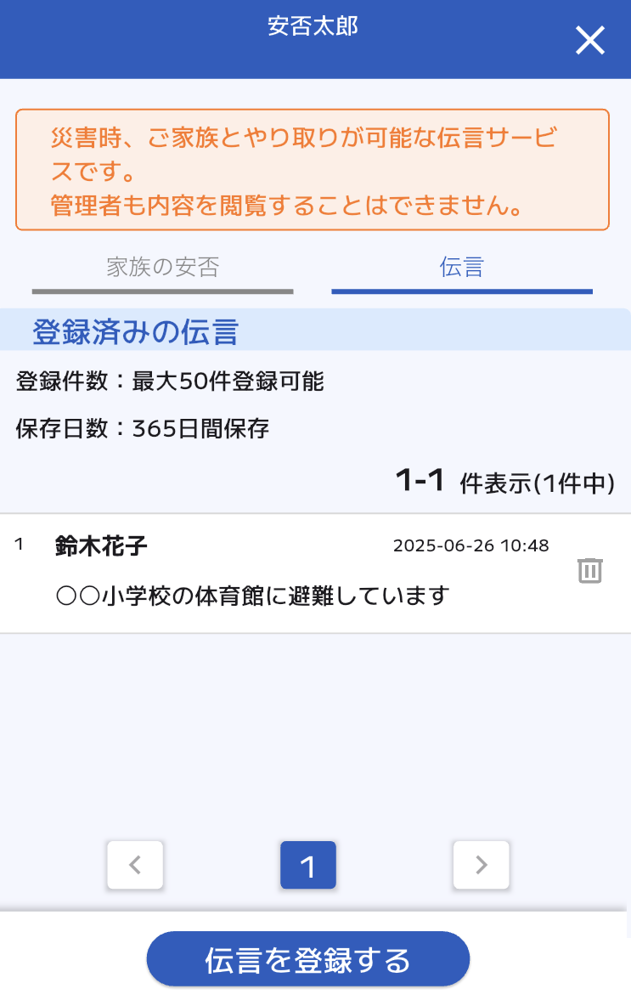 安否太郎
災害時、ご家族とやり取りが可能な伝言サービ
スです。
管理者も内容を閲覧することはできません。
家族の安否
伝言
登録済みの伝言
登録件数：最大50件登録可能
保存日数：365日間保存
1-1 件表示(1件中)
1 鈴木花子 2025-06-26 10:48
○○小学校の体育館に避難しています
1
伝言を登録する